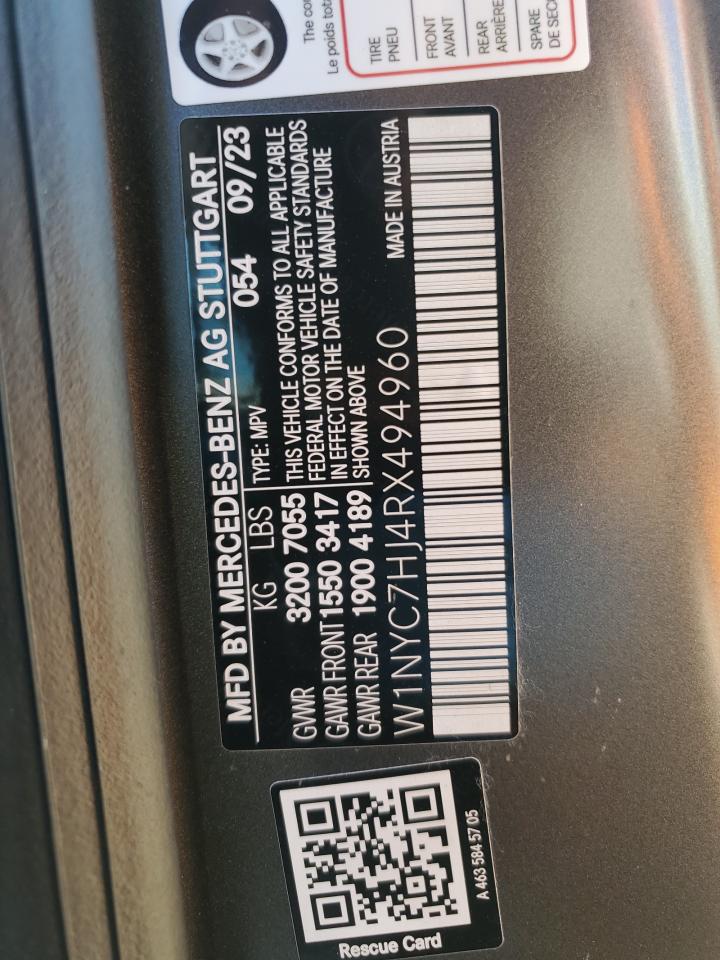 The
Le poids
TIRE
PNEU
FRONT
AVANT
REAR
ARRIÈRE
SPARE
DE
MFD BY MERCEDES-BENZ AG STUTTGART
KG LBS
TYPE: MPV
054 09/23
GVWR 3200 7055
GAWR FRONT 1550 3417
GAWR REAR 1900 4189
THIS VEHICLE CONFORMS TO ALL APPLICABLE
FEDERAL MOTOR VEHICLE SAFETY STANDARDS
IN EFFECT ON THE DATE OF MANUFACTURE
SHOWN ABOVE
W1NYC7HJ4RX494960
MADE IN AUSTRIA
Rescue Card
A 463 584 57 05